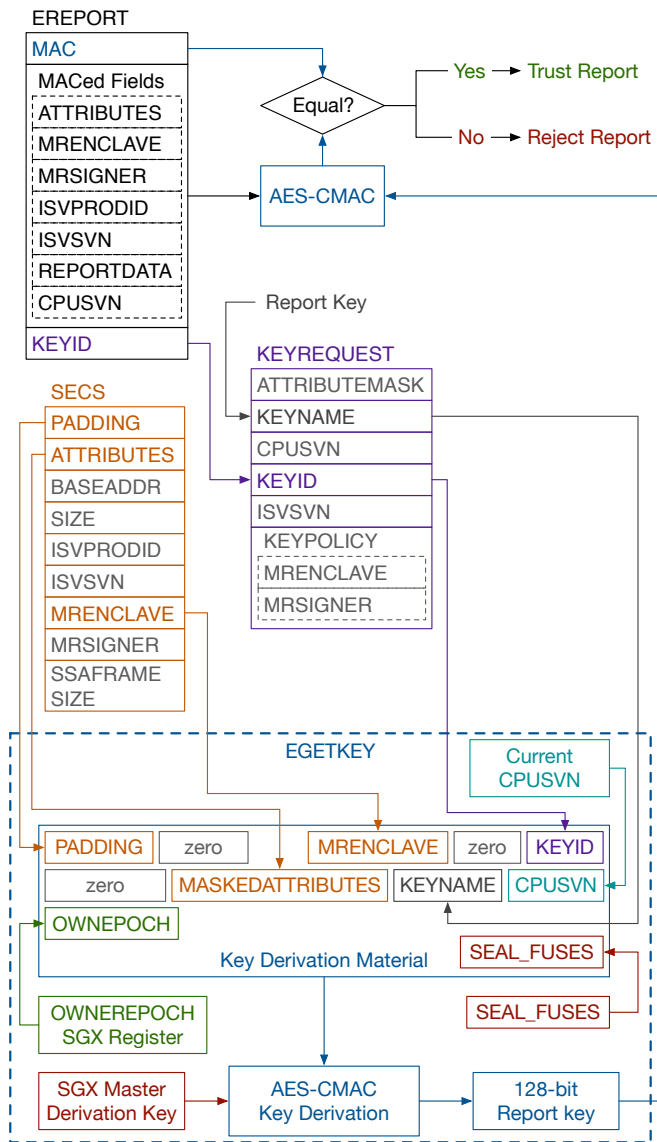 EREPORT
MAC
MACed Fields
ATTRIBUTES
MRENCLAVE
MRSIGNER
ISVPRODID
ISVSVN
REPORTDATA
CPUSVN
KEYID
Equal?
Yes
Trust Report
No
Reject Report
AES-CMAC
Report Key
KEYREQUEST
ATTRIBUTEMASK
KEYNAME
CPUSVN
KEYID
ISVSVN
KEYPOLICY
MRENCLAVE
MRSIGNER
SECS
PADDING
ATTRIBUTES
BASEADDR
SIZE
ISVPRODID
ISVSVN
MRENCLAVE
MRSIGNER
SSAFRAME
SIZE
EGETKEY
Current
CPUSVN
PADDING
zero
MRENCLAVE
zero
KEYID
zero
MASKEDATTRIBUTES
KEYNAME
CPUSVN
OWNEPOCH
Key Derivation Material
SEAL_FUSES
OWNEREPOCH
SGX Register
SEAL_FUSES
SGX Master
Derivation Key
AES-CMAC
Key Derivation
128-bit
Report key